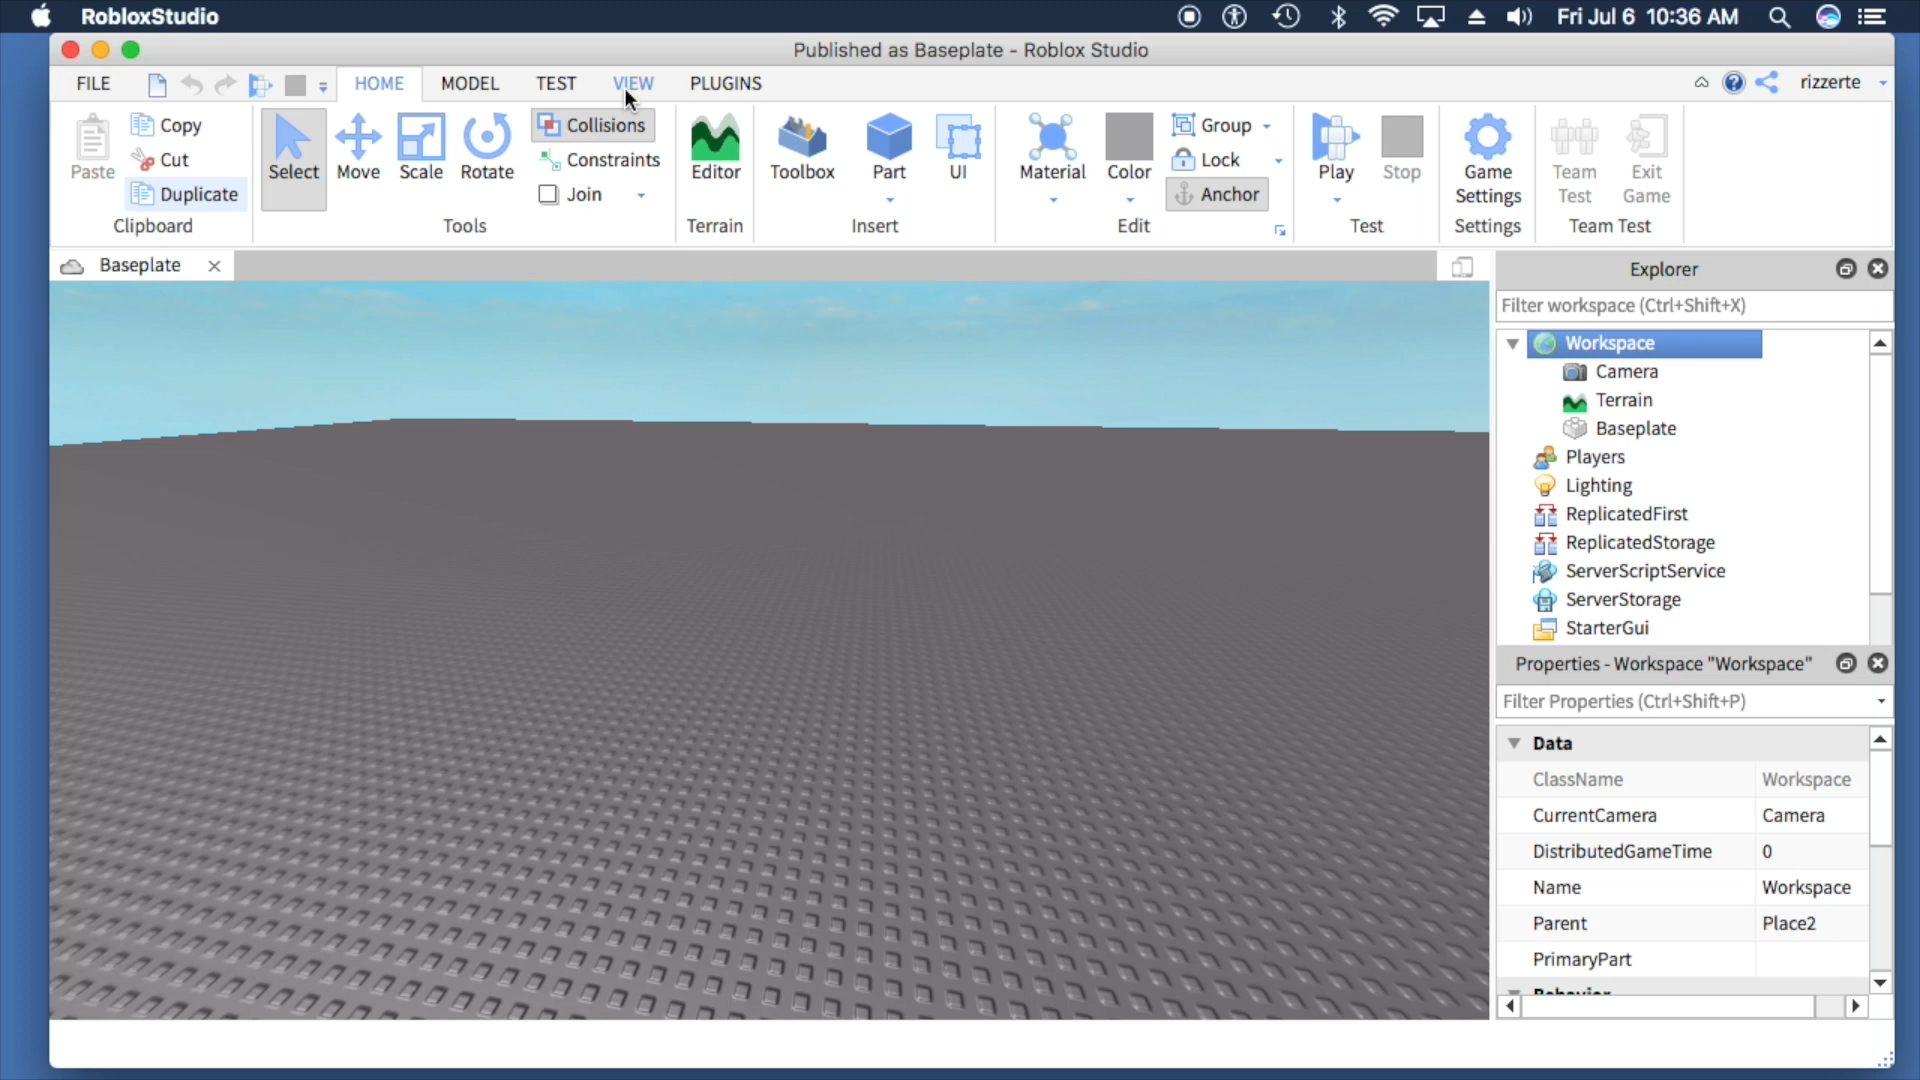 RobloxStudio
Fri Jul 6 10:36 AM
Published as Baseplate - Roblox Studio
FILE
HOME
MODEL
TEST
VIEW
PLUGINS
rizzerte
Paste
Copy
Cut
Duplicate
Clipboard
Select
Move
Scale
Rotate
Collisions
Constraints
Join
Tools
Editor
Terrain
Toolbox
Part
UI
Insert
Material
Color
Group
Lock
Anchor
Edit
Play
Stop
Test
Game
Settings
Settings
Team
Test
Exit
Game
Team Test
Baseplate
Explorer
Filter workspace (Ctrl+Shift+X)
Workspace
Camera
Terrain
Baseplate
Players
Lighting
ReplicatedFirst
ReplicatedStorage
ServerScriptService
ServerStorage
StarterGui
Properties - Workspace "Workspace"
Filter Properties (Ctrl+Shift+P)
Data
ClassName Workspace
CurrentCamera Camera
DistributedGameTime 0
Name Workspace
Parent Place2
PrimaryPart
Behavior